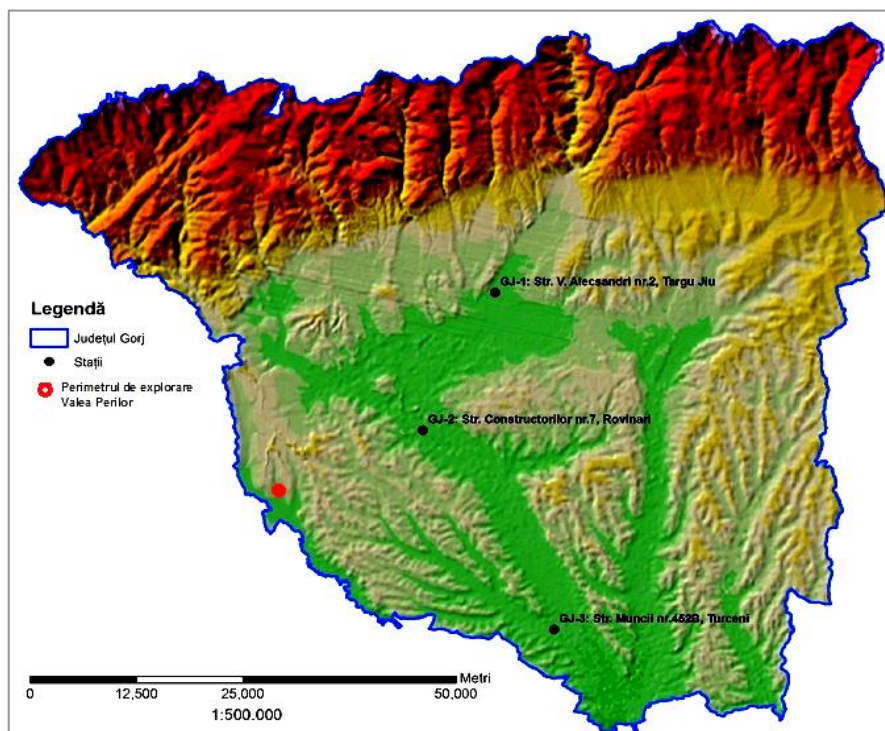 GJ-1: Str. V. Alecsandri nr.2, Targu Jiu
Legendă
Județul Gorj
Stații
Perimetrul de explorare
Valea Perilor
GJ-2: Str. Constructorilor nr.7, Rovinari
GJ-3: Str. Muncii nr.452B, Turceni
Metri
0 12,500 25,000 50,000
1:500.000